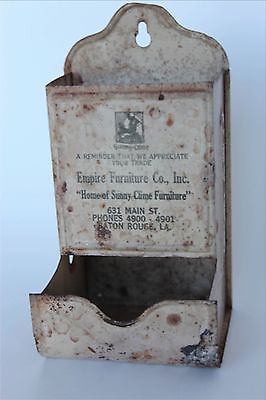 Sunny-Clime
A REMINDER THAT WE APPRECIATE
YOUR TRADE
Empire Furniture Co., Inc.
"Home of Sunny Clime Furniture"
631 MAIN ST.
PHONES 4900 - 4901
BATON ROUGE, LA.